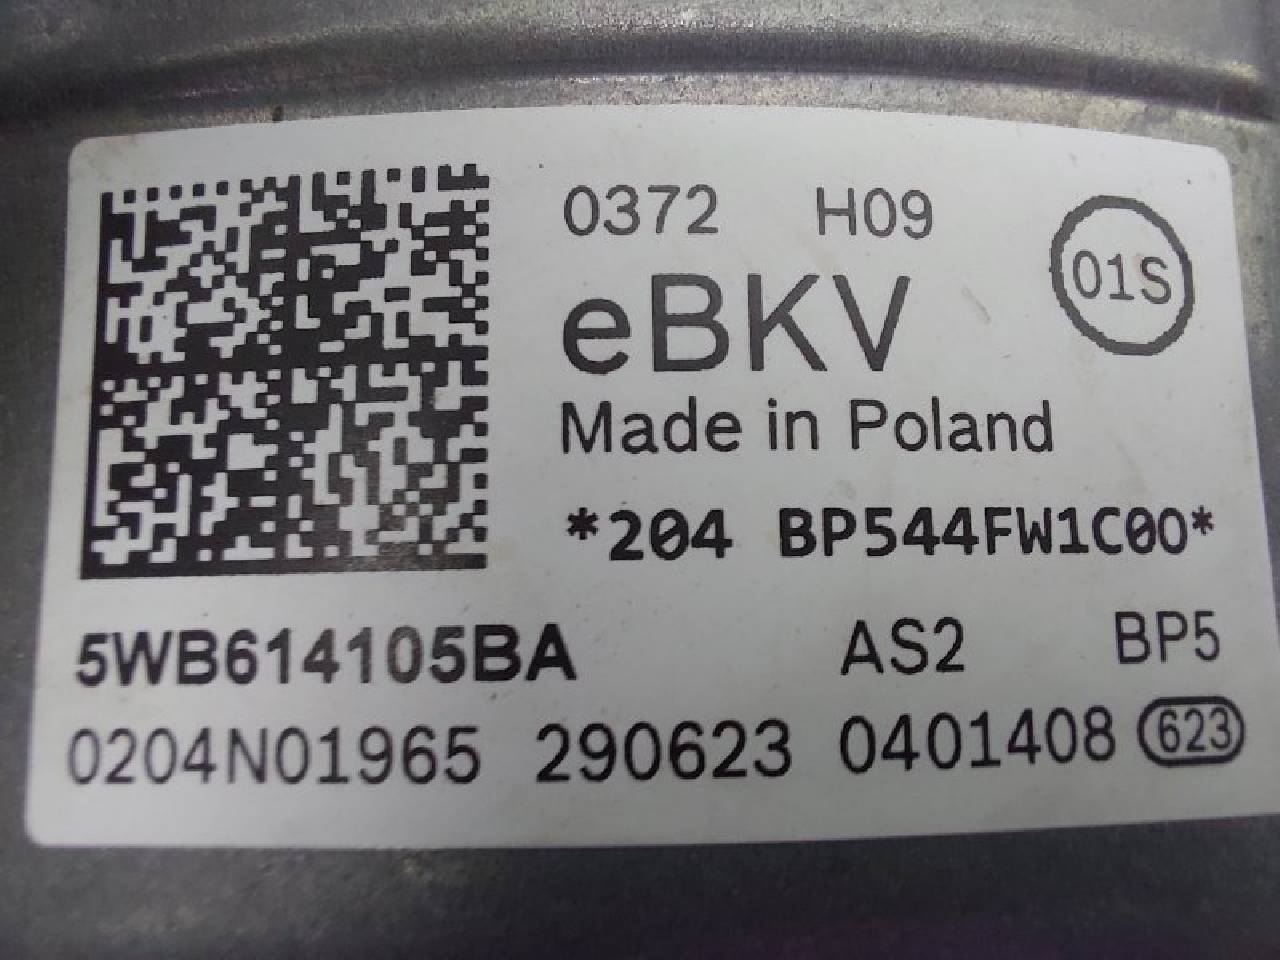 0372 H09
01S
eBKV
Made in Poland
*204 BP544FW1C00*
5WB614105BA AS2 BP5
0204N01965 290623 0401408 623